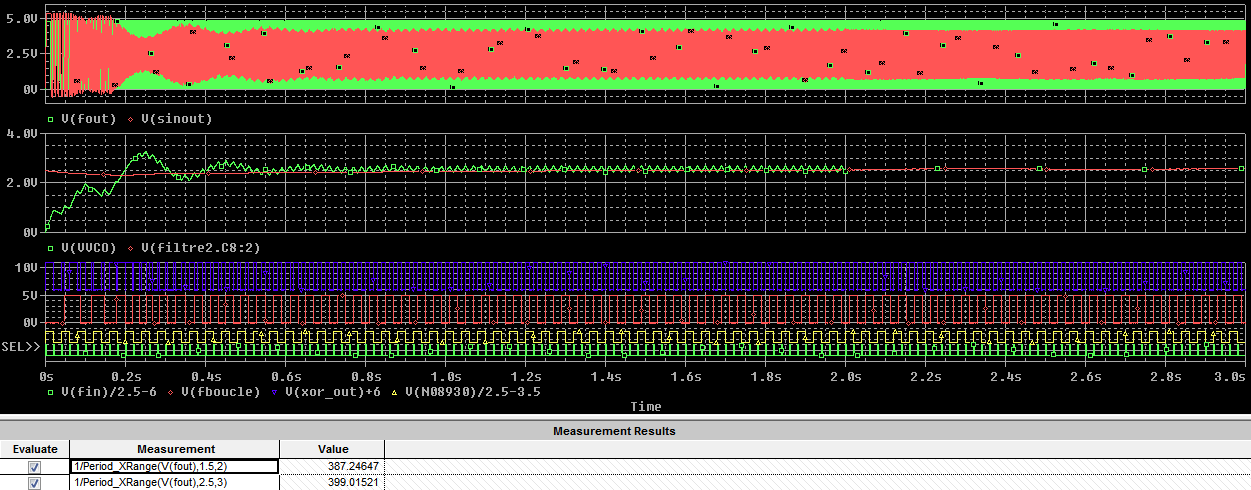 5.0V
2.5V
0V
V(fout) V(sinout)
4.0V
2.0V
0V
V(VVCO) V(filtre2.C8:2)
10V
5V
0V
SEL>>
0s 0.2s 0.4s 0.6s 0.8s 1.0s 1.2s 1.4s 1.6s 1.8s 2.0s 2.2s 2.4s 2.6s 2.8s 3.0s
V(fin)/2.5-6 V(fboucle) V(xor_out)+6 V(N08930)/2.5-3.5
Time
Measurement Results
Evaluate Measurement Value
1/Period_XRange(V(fout),1.5,2) 387.24647
1/Period_XRange(V(fout),2.5,3) 399.01521